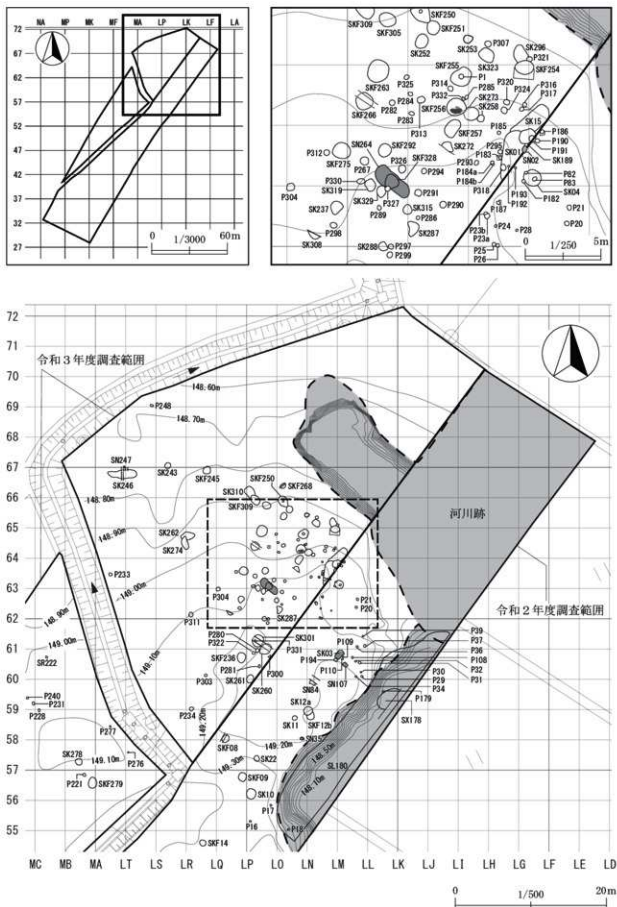 NA MP MK MF MA LP LK LF LA
72
67
62
57
52
47
42
37
32
27
0 60m
1/3000
SKF309
SKF305
SKF250
SKF251
SK252
SK253
P307
SK296
P321
SKF254
SKF255
SK323
P1
SKF263
P325
P314
P285
P332
SK273
P320
P324
P316
P317
SKF266
P282
P284
SKF256
SK258
P283
P313
SKF257
P185
SK15
P186
P190
P191
SK189
SN264
SKF292
SK272
P295
SK01
SN02
P312
SKF275
P267
P326
SK328
P293
P183
P184a
P184b
P294
P82
P83
SK04
P304
P330
SK319
SK329
P327
P291
P318
P193
P192
P182
SK237
P289
SK315
P290
P187
P21
P298
P286
P23b
P23a
P24
P28
P20
SK308
SK288
P297
P299
SK287
P25
P26
0 5m
1/250
72
71
70
69
68
67
66
65
64
63
62
61
60
59
58
57
56
55
令和3年度調査範囲
148.60m
148.70m
P248
SN247
SK246
SK243
SKF245
SKF250
SKF268
SK310
SKF309
148.80m
148.90m
SK262
SK274
河川跡
149.00m
P233
P304
148.90m
P311
SK287
P21
P20
令和2年度調査範囲
149.10m
149.00m
SR222
P280
P322
SK301
P331
P109
P39
P37
P36
P108
P32
P31
SKF236
SK03
P194
P281
P300
P110
P30
P29
P34
P303
SK261
SK260
SN84
SN107
P179
P240
P231
P228
P234
149.20m
SK12a
SKF12b
SK11
SX178
P277
SKF08
149.20m
SN35
148.50m
SK278
149.10m
P276
149.30m
SK22
SL180
148.10m
P221
SKF279
SKF09
SK10
P17
P16
P18
SKF14
MC MB MA LT LS LR LQ LP LO LN LM LL LK LJ LI LH LG LF LE LD
0 20m
1/500